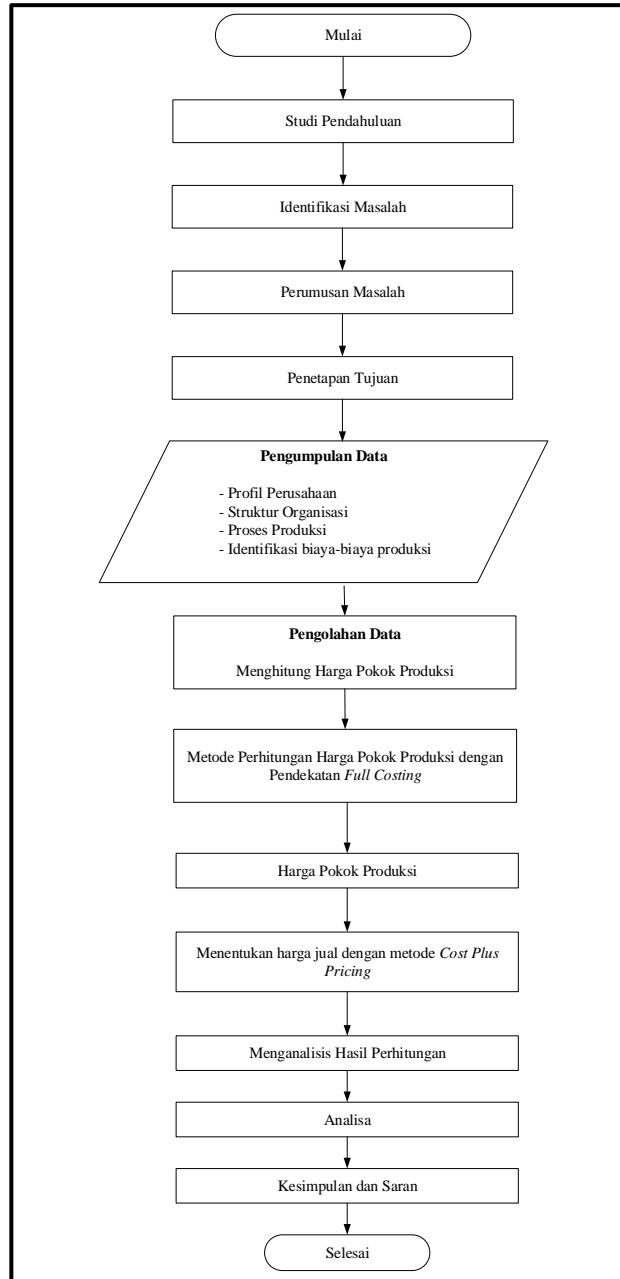 Mulai
Studi Pendahuluan
Identifikasi Masalah
Perumusan Masalah
Penetapan Tujuan
Pengumpulan Data
- Profil Perusahaan
- Struktur Organisasi
- Proses Produksi
- Identifikasi biaya-biaya produksi
Pengolahan Data
Menghitung Harga Pokok Produksi
Metode Perhitungan Harga Pokok Produksi dengan
Pendekatan Full Costing
Harga Pokok Produksi
Menentukan harga jual dengan metode Cost Plus
Pricing
Menganalisis Hasil Perhitungan
Analisa
Kesimpulan dan Saran
Selesai